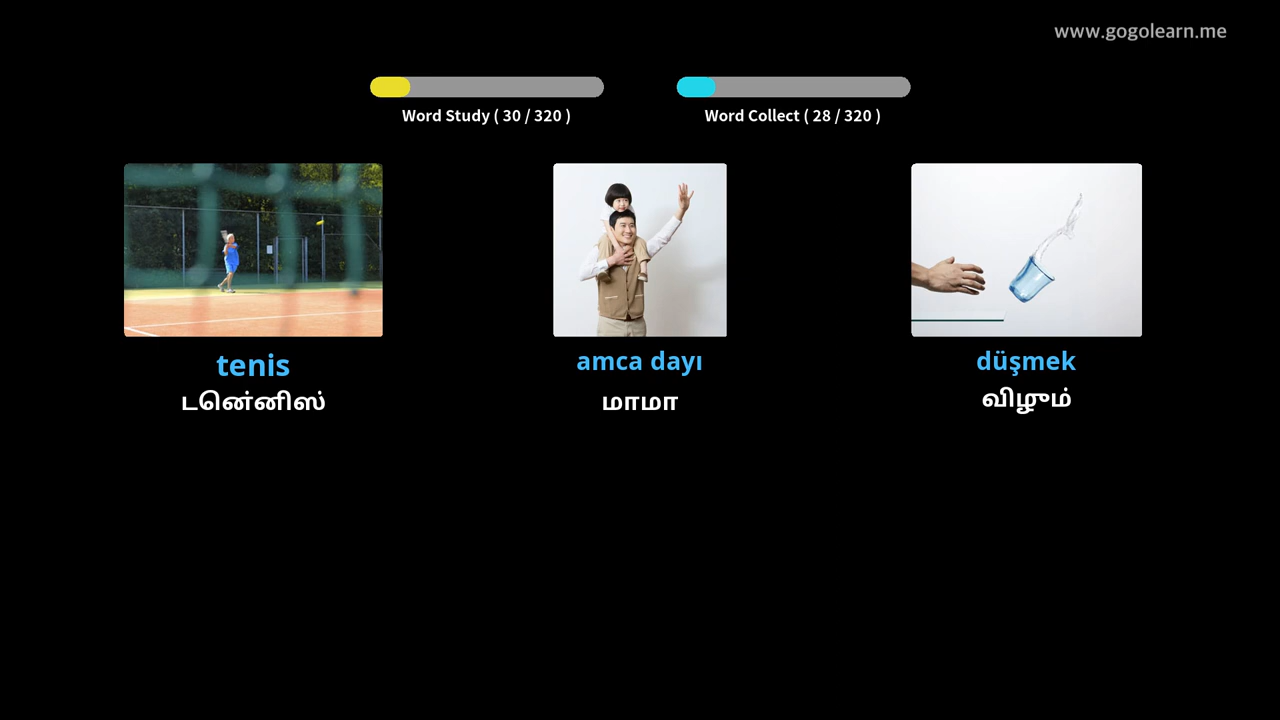 www.gogolearn.me
Word Study ( 30 / 320 )
Word Collect ( 28 / 320 )
tenis
amca dayı
düşmek
டென்னிஸ்
மாமா
விழும்